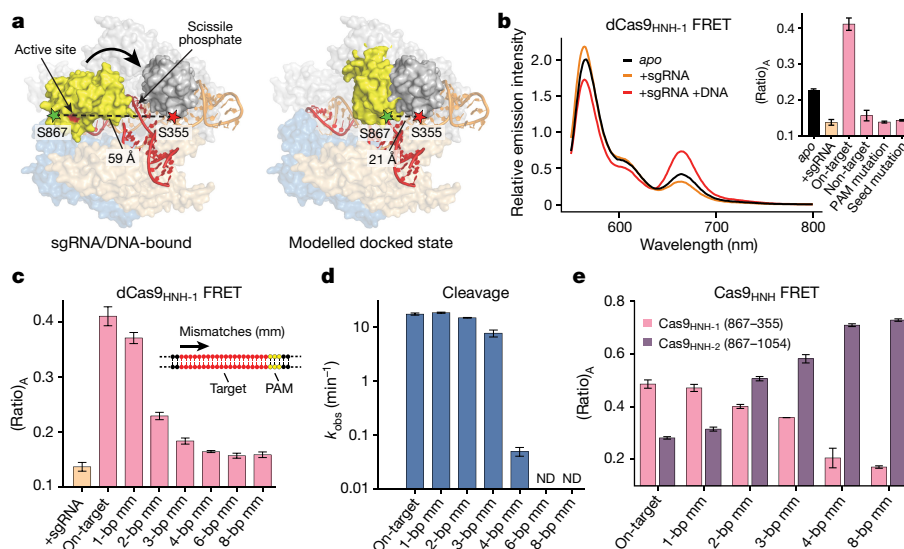 a
Active site
Scissile
phosphate
S867
S355
59 Å
sgRNA/DNA-bound
S867
S355
21 Å
Modelled docked state
b
dCas9HNH-1 FRET
Relative emission intensity
2.0
1.5
1.0
0.5
0
600
700
800
Wavelength (nm)
apo
+sgRNA
+sgRNA +DNA
(Ratio)A
0.4
0.3
0.2
0.1
apo
+sgRNA
On-target
Non-target
PAM mutation
Seed mutation
c
dCas9HNH-1 FRET
(Ratio)A
0.4
0.3
0.2
0.1
Mismatches (mm)
Target
PAM
+sgRNA
On-target
1-bp mm
2-bp mm
3-bp mm
4-bp mm
6-bp mm
8-bp mm
d
Cleavage
kobs (min−1)
10
1
0.1
0.01
ND
ND
On-target
1-bp mm
2-bp mm
3-bp mm
4-bp mm
6-bp mm
8-bp mm
e
Cas9HNH FRET
(Ratio)A
0.8
0.6
0.4
0.2
Cas9HNH-1 (867–355)
Cas9HNH-2 (867–1054)
On-target
1-bp mm
2-bp mm
3-bp mm
4-bp mm
8-bp mm